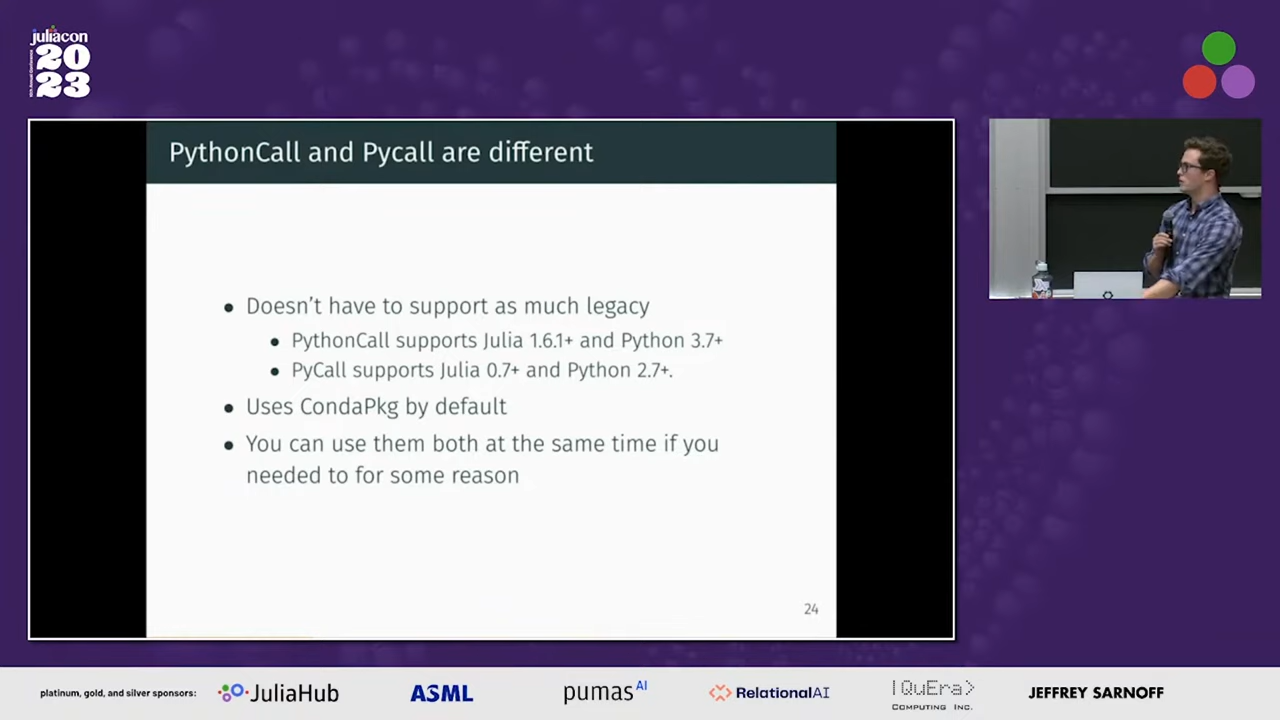 juliacon
20
23
PythonCall and Pycall are different
Doesn't have to support as much legacy
PythonCall supports Julia 1.6.1+ and Python 3.7+
PyCall supports Julia 0.7+ and Python 2.7+.
Uses CondaPkg by default
You can use them both at the same time if you
needed to for some reason
24
platinum, gold, and silver sponsors:
JuliaHub
ASML
pumasAI
RelationalAI
|QuEra>
COMPUTING INC.
JEFFREY SARNOFF